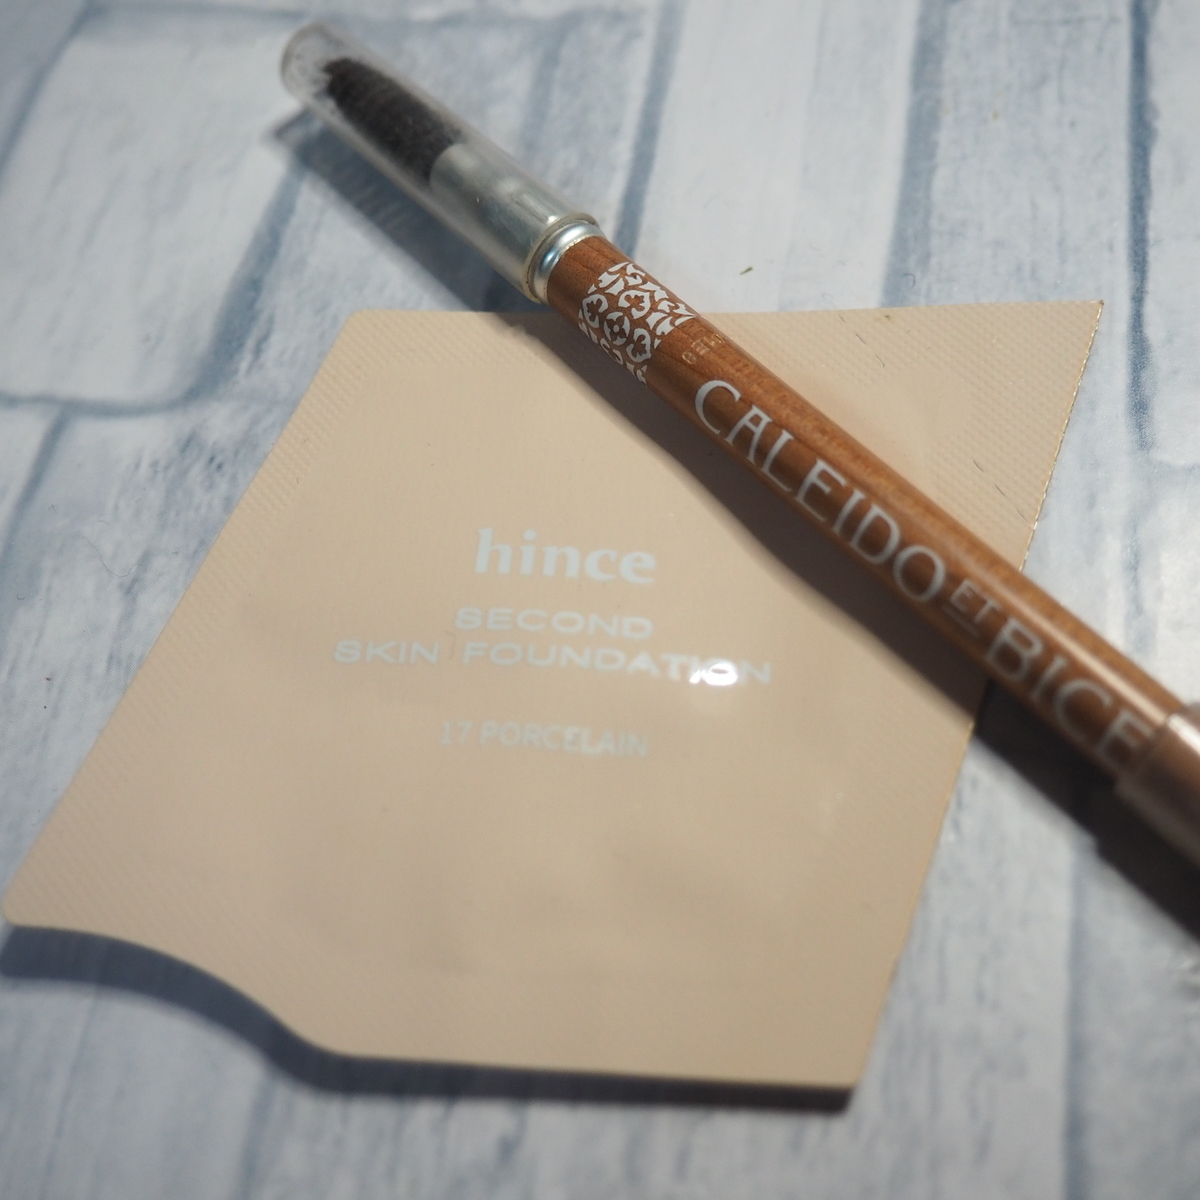 CALEIDO ET BICE
hince
SECOND
SKIN FOUNDATION
17 PORCELAIN